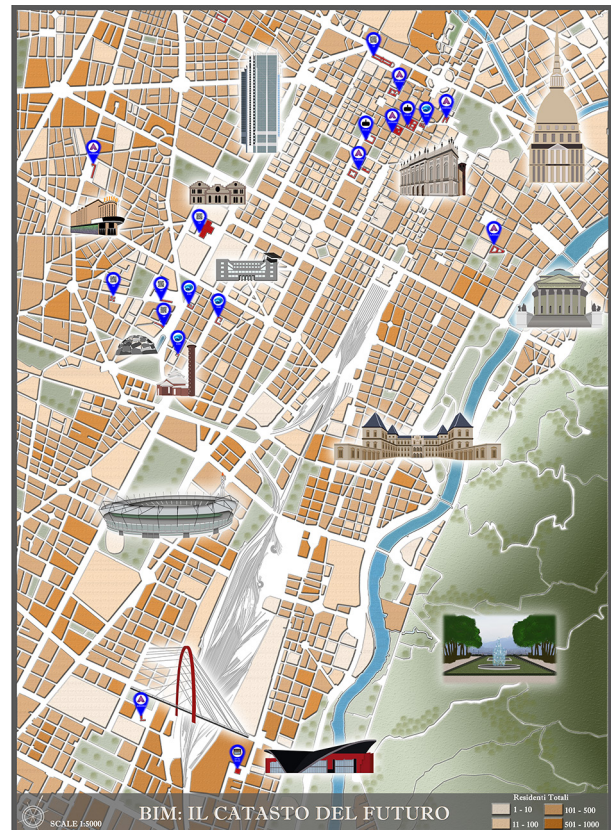 Residenti Totali
1 - 10
101 - 500
11 - 100
501 - 1000
BIM: IL CATASTO DEL FUTURO
SCALE 1:5000